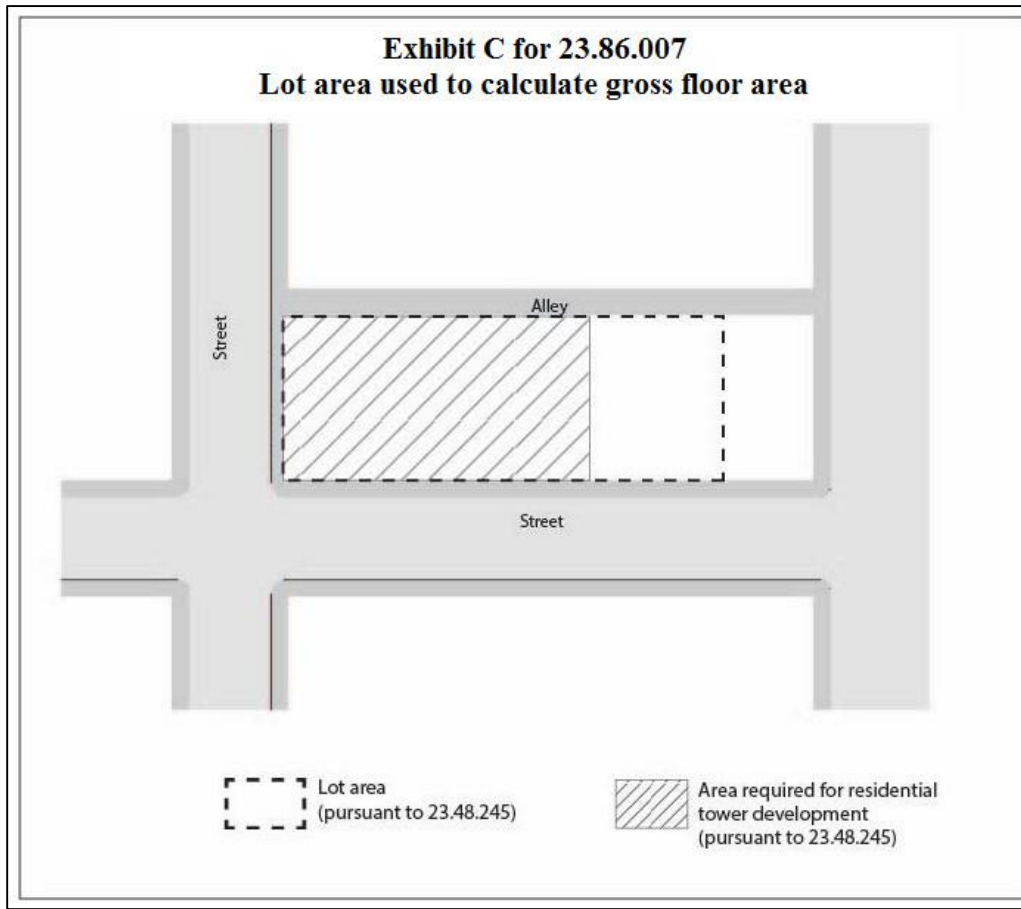 Exhibit C for 23.86.007
Lot area used to calculate gross floor area
Alley
Street
Street
Lot area
(pursuant to 23.48.245)
Area required for residential
tower development
(pursuant to 23.48.245)